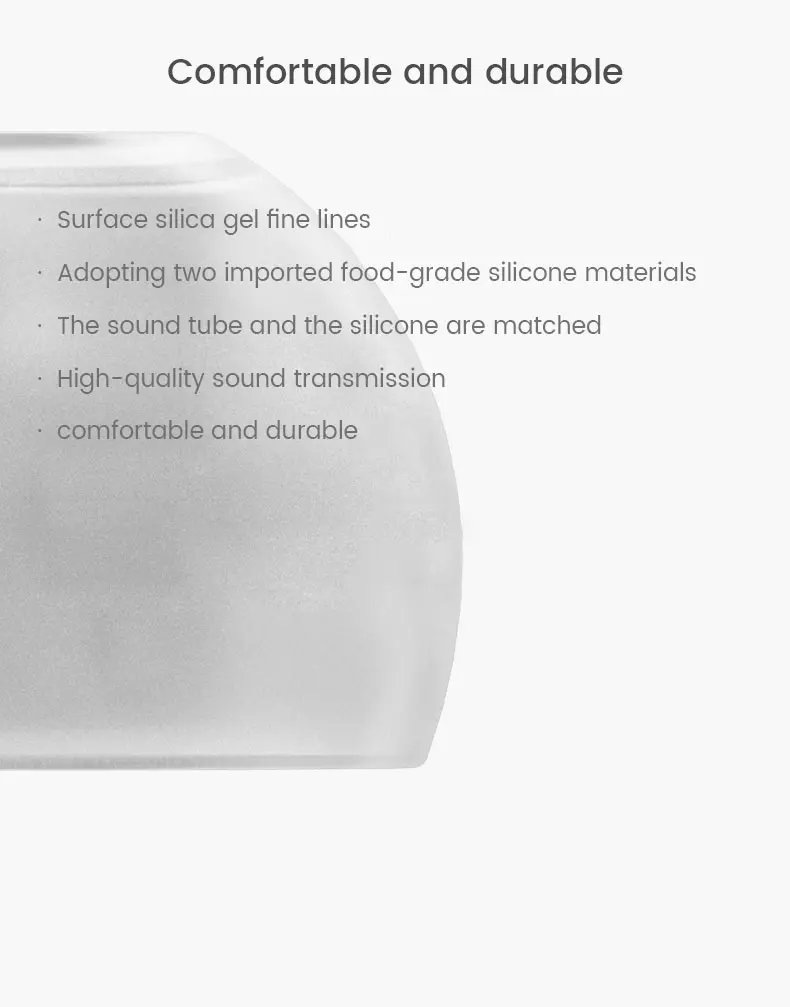 Comfortable and durable
· Surface silica gel fine lines
· Adopting two imported food-grade silicone materials
· The sound tube and the silicone are matched
· High-quality sound transmission
· comfortable and durable